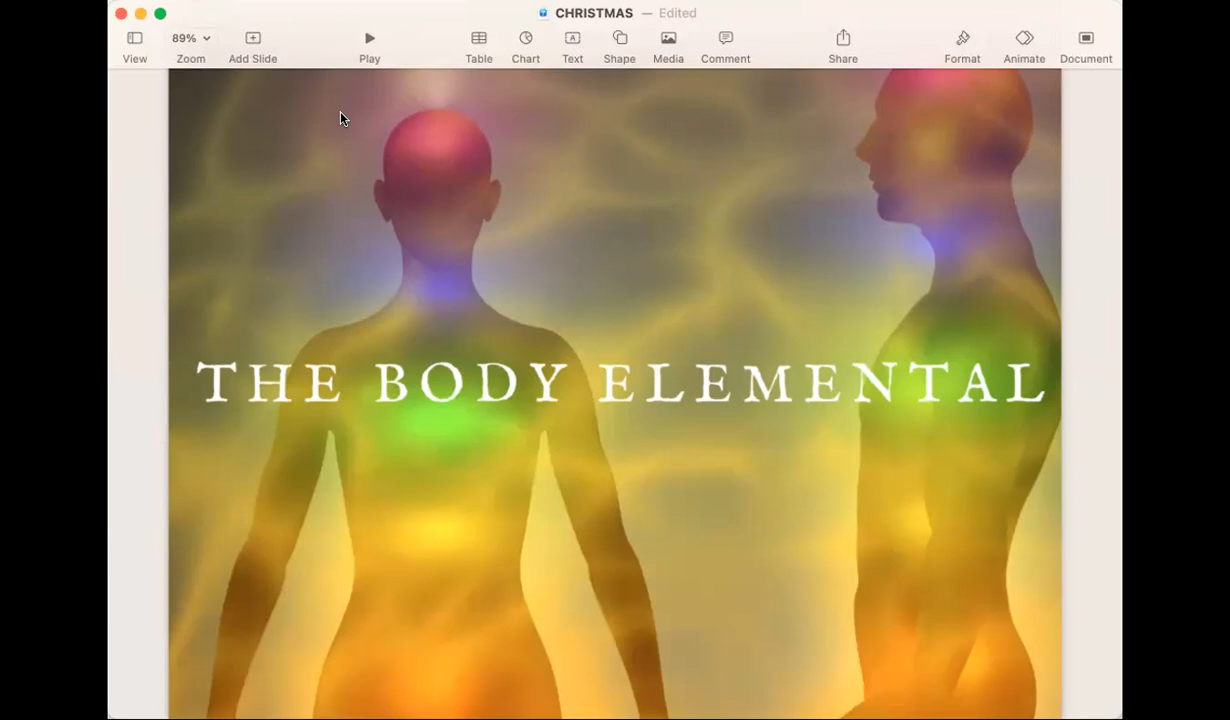 CHRISTMAS — Edited
89%
View
Zoom
Add Slide
Play
Table
Chart
Text
Shape
Media
Comment
Share
Format
Animate
Document
THE BODY ELEMENTAL